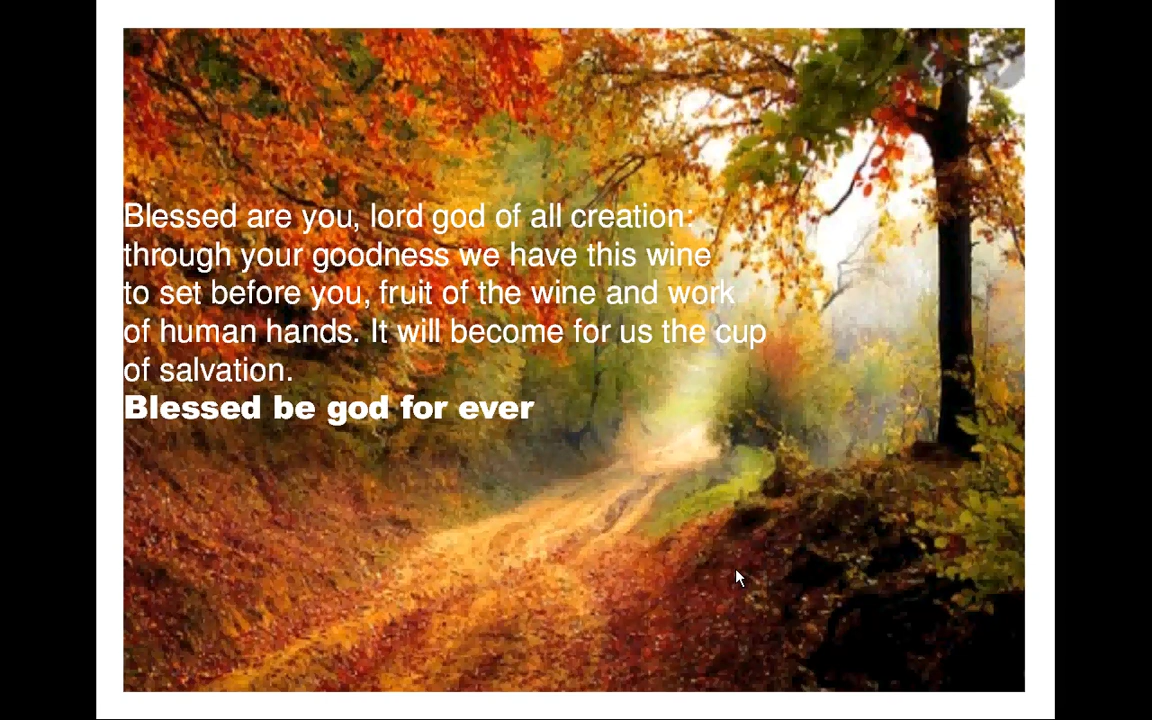 Blessed are you, lord god of all creation:
through your goodness we have this wine
to set before you, fruit of the wine and work
of human hands. It will become for us the cup
of salvation.
Blessed be god for ever